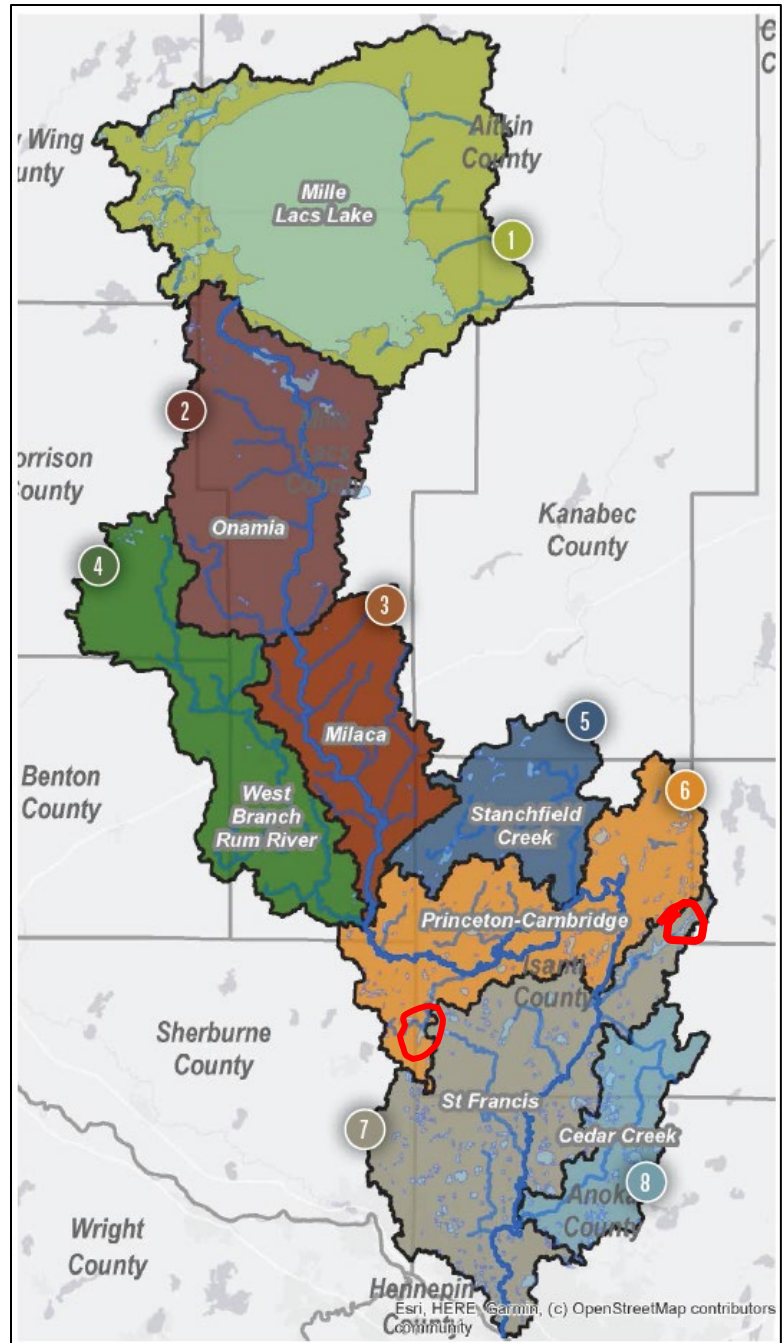 C
C
Wing
unty
Aitkin
County
Mille
Lacs Lake
1
2
Lacs
County
orrison
County
Onamia
Kanabec
County
4
3
5
Milaca
Benton
County
West
Branch
Rum River
Stanchfield
Creek
6
Princeton-Cambridge
Isanti
County
Sherburne
County
St Francis
7
Cedar Creek
8
Anoka
County
Wright
County
Hennepin
County
Esri, HERE, Garmin, (c) OpenStreetMap contributors
community